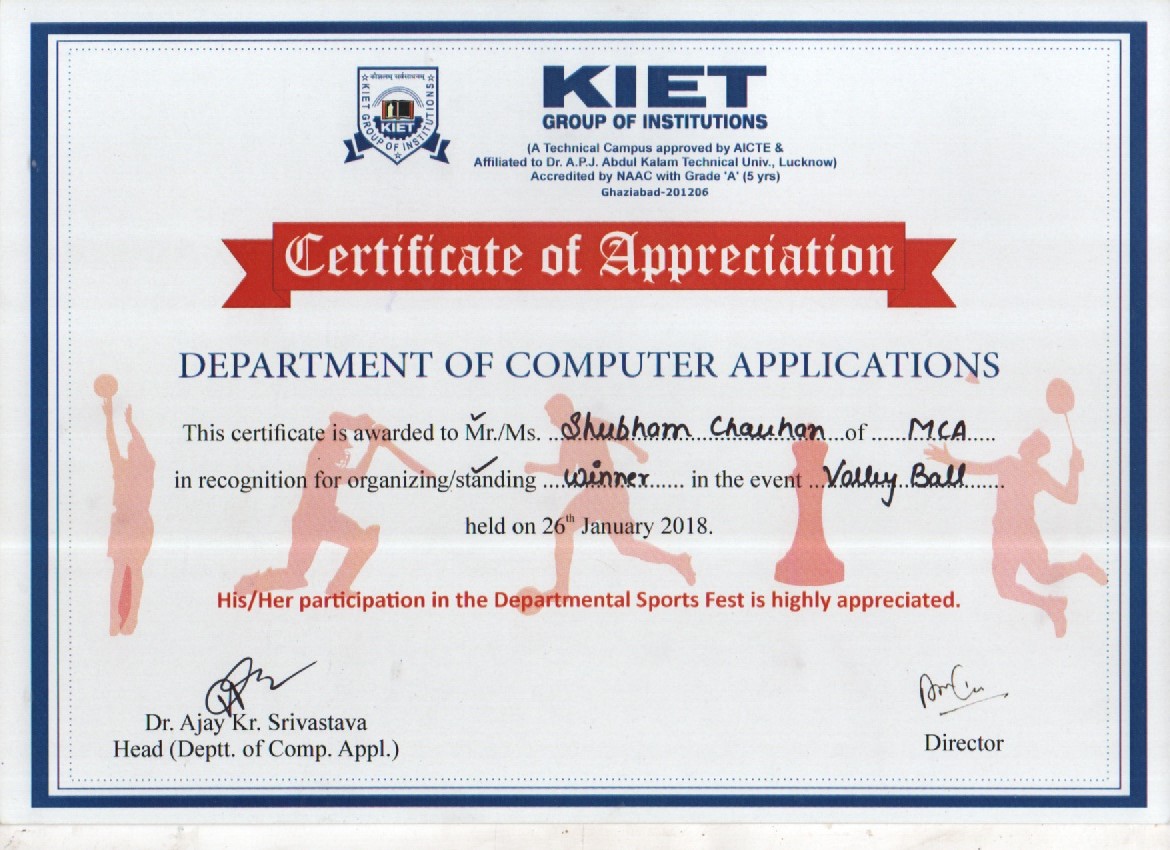 KIET GROUP OF INSTITUTIONS
KIET
KIET
GROUP OF INSTITUTIONS
(A Technical Campus approved by AICTE &
Affiliated to Dr. A.P.J. Abdul Kalam Technical Univ., Lucknow)
Accredited by NAAC with Grade 'A' (5 yrs)
Ghaziabad-201206
Certificate of Appreciation
DEPARTMENT OF COMPUTER APPLICATIONS
This certificate is awarded to Mr./Ms. Shubham Chauhan of MCA
in recognition for organizing/standing winner in the event Valley Ball
held on 26th January 2018.
His/Her participation in the Departmental Sports Fest is highly appreciated.
Dr. Ajay Kr. Srivastava
Head (Deptt. of Comp. Appl.)
Director